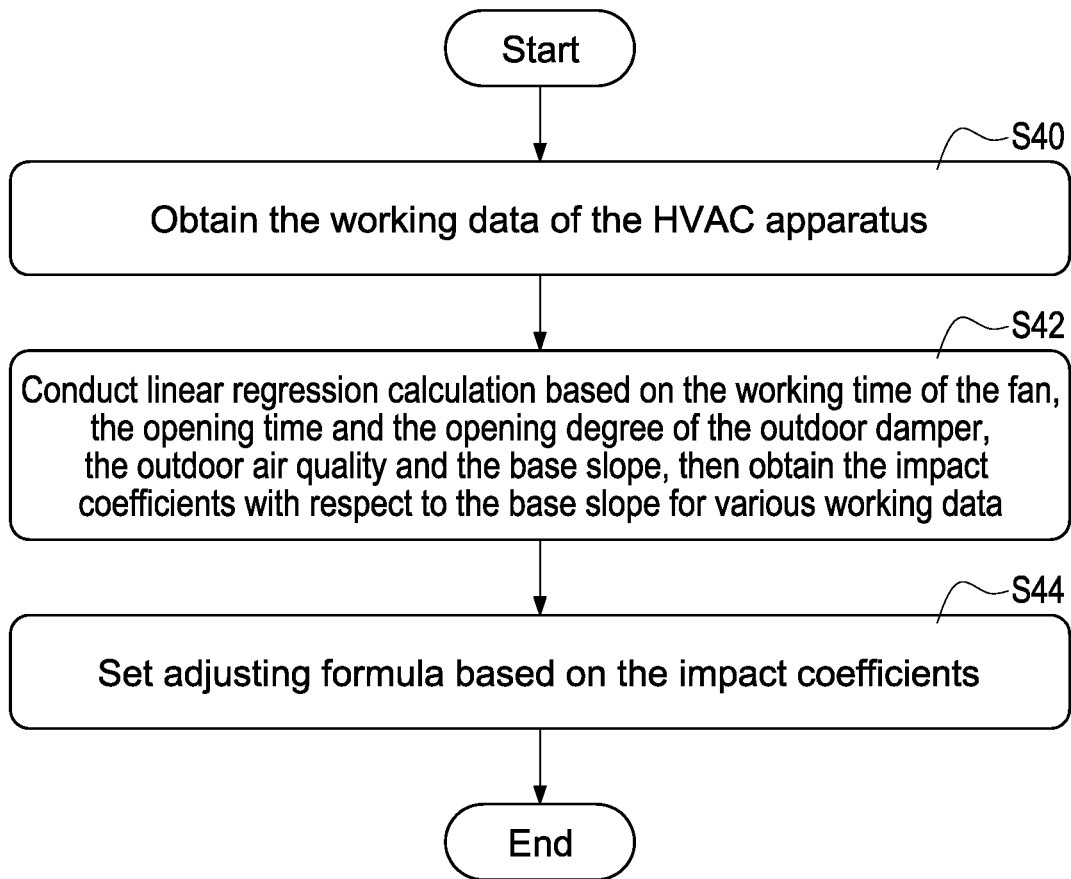 Start
S40
Obtain the working data of the HVAC apparatus
S42
Conduct linear regression calculation based on the working time of the fan,
the opening time and the opening degree of the outdoor damper,
the outdoor air quality and the base slope, then obtain the impact
coefficients with respect to the base slope for various working data
S44
Set adjusting formula based on the impact coefficients
End